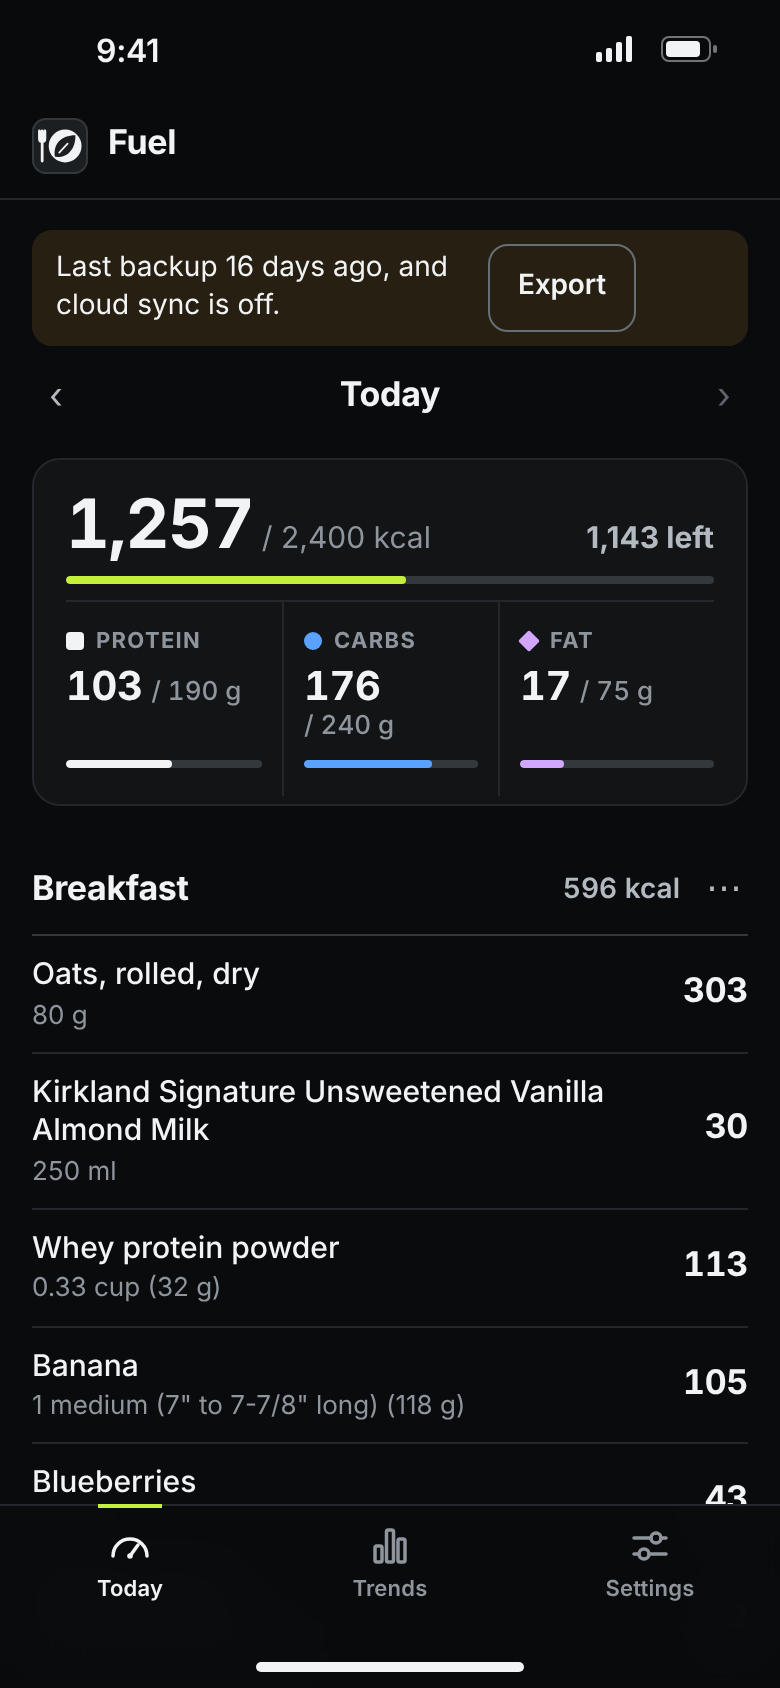 9:41
Fuel
Last backup 16 days ago, and
cloud sync is off.
Export
‹ Today ›
1,257 / 2,400 kcal 1,143 left
PROTEIN CARBS FAT
103 / 190 g 176 17 / 75 g
/ 240 g
Breakfast 596 kcal ⋯
Oats, rolled, dry
80 g
303
Kirkland Signature Unsweetened Vanilla
Almond Milk
250 ml
30
Whey protein powder
0.33 cup (32 g)
113
Banana
1 medium (7" to 7-7/8" long) (118 g)
105
Blueberries
43
Today Trends Settings